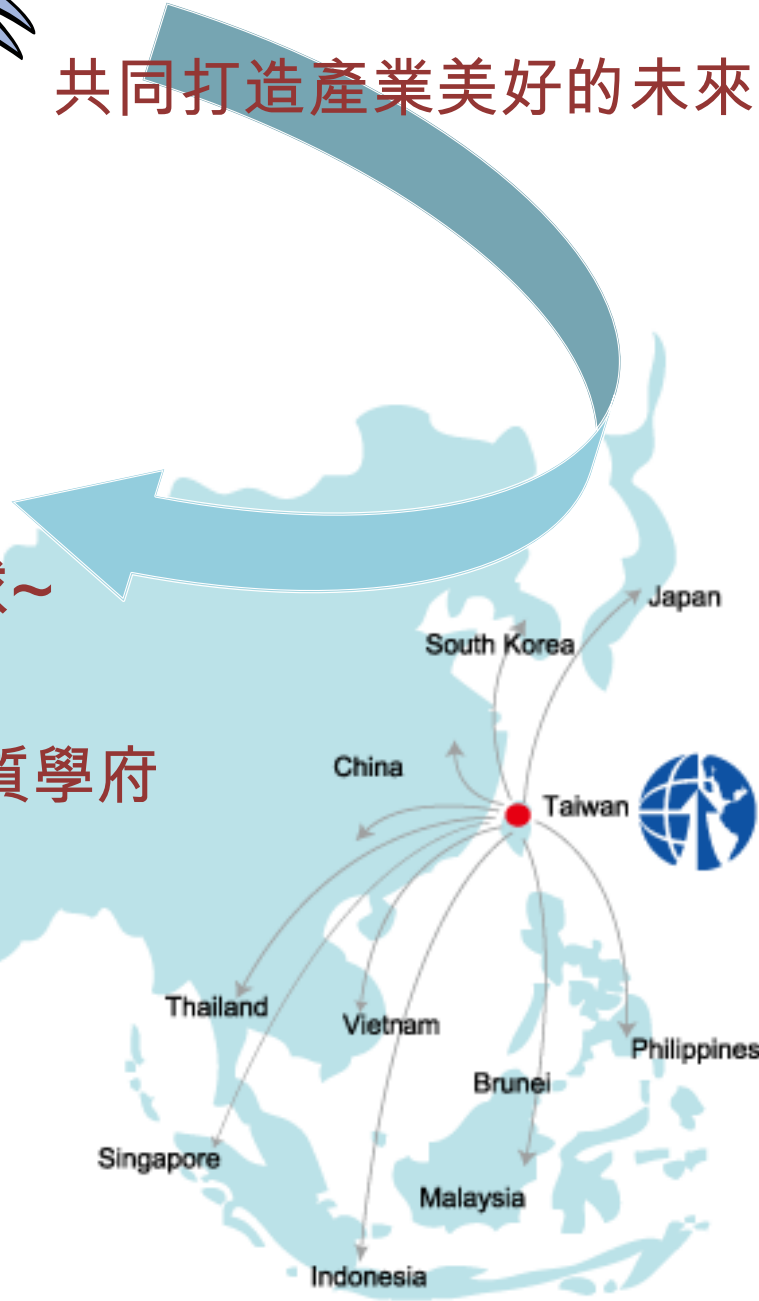 共同打造產業美好的未來
~
Japan
South Korea
質學府
China
Taiwan
Thailand
Vietnam
Philippines
Brunei
Singapore
Malaysia
Indonesia